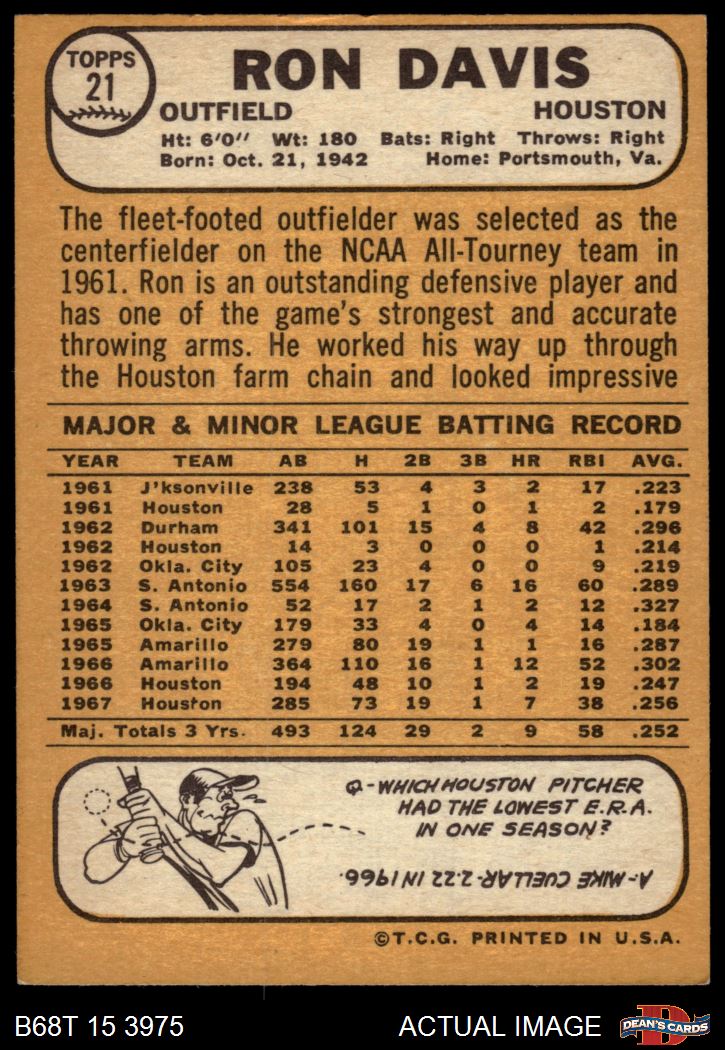 TOPPS
21
RON DAVIS
OUTFIELD HOUSTON
Ht: 6'0'' Wt: 180 Bats: Right Throws: Right
Born: Oct. 21, 1942 Home: Portsmouth, Va.
The fleet-footed outfielder was selected as the
centerfielder on the NCAA All-Tourney team in
1961. Ron is an outstanding defensive player and
has one of the game's strongest and accurate
throwing arms. He worked his way up through
the Houston farm chain and looked impressive
MAJOR & MINOR LEAGUE BATTING RECORD
YEAR TEAM AB H 2B 3B HR RBI AVG.
1961 J'ksonville 238 53 4 3 2 17 .223
1961 Houston 28 5 1 0 1 2 .179
1962 Durham 341 101 15 4 8 42 .296
1962 Houston 14 3 0 0 0 1 .214
1962 Okla. City 105 23 4 0 0 9 .219
1963 S. Antonio 554 160 17 6 16 60 .289
1964 S. Antonio 52 17 2 1 2 12 .327
1965 Okla. City 179 33 4 0 4 14 .184
1965 Amarillo 279 80 19 1 1 16 .287
1966 Amarillo 364 110 16 1 12 52 .302
1966 Houston 194 48 10 1 2 19 .247
1967 Houston 285 73 19 1 7 38 .256
Maj. Totals 3 Yrs. 493 124 29 2 9 58 .252
Q-WHICH HOUSTON PITCHER
HAD THE LOWEST E.R.A.
IN ONE SEASON?
A-MIKE CUELLAR-2.22 IN 1966.
©T.C.G. PRINTED IN U.S.A.
B68T 15 3975 ACTUAL IMAGE D DEAN'S CARDS